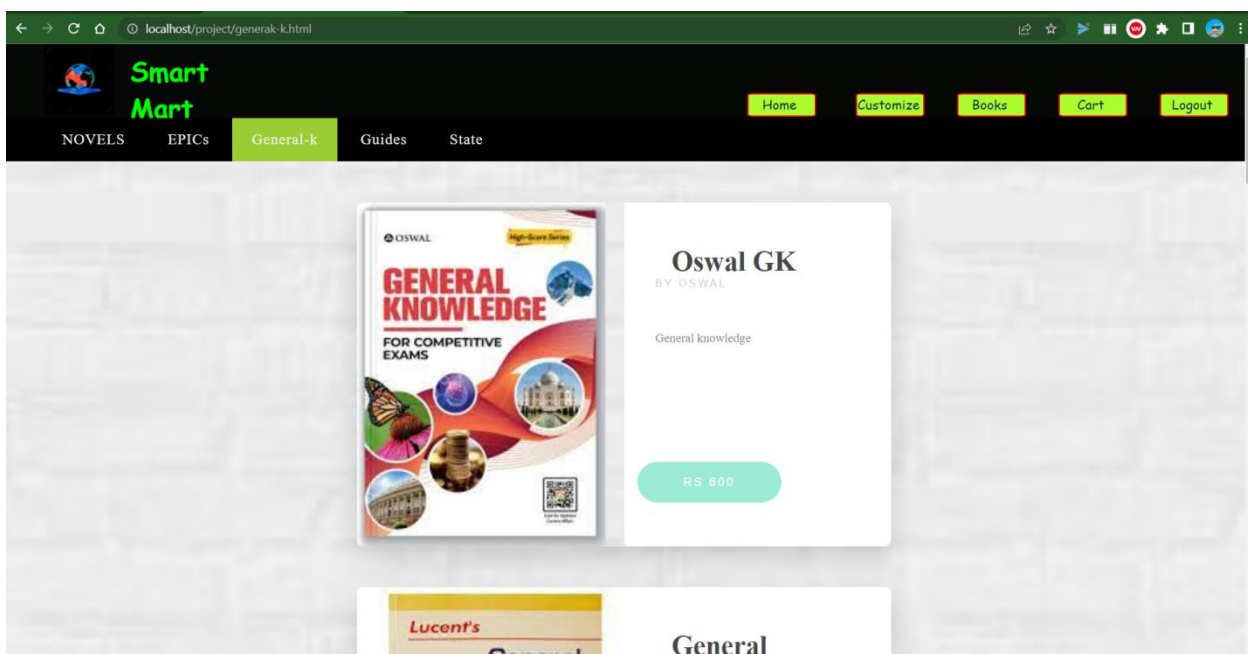 localhost/project/generak-k.html
Smart
Mart
Home Customize Books Cart Logout
NOVELS EPICs General-k Guides State
OSWAL High-Score Series
GENERAL
KNOWLEDGE
FOR COMPETITIVE
EXAMS
Oswal GK
BY OSWAL
General knowledge
RS 600
Lucent's
General
General